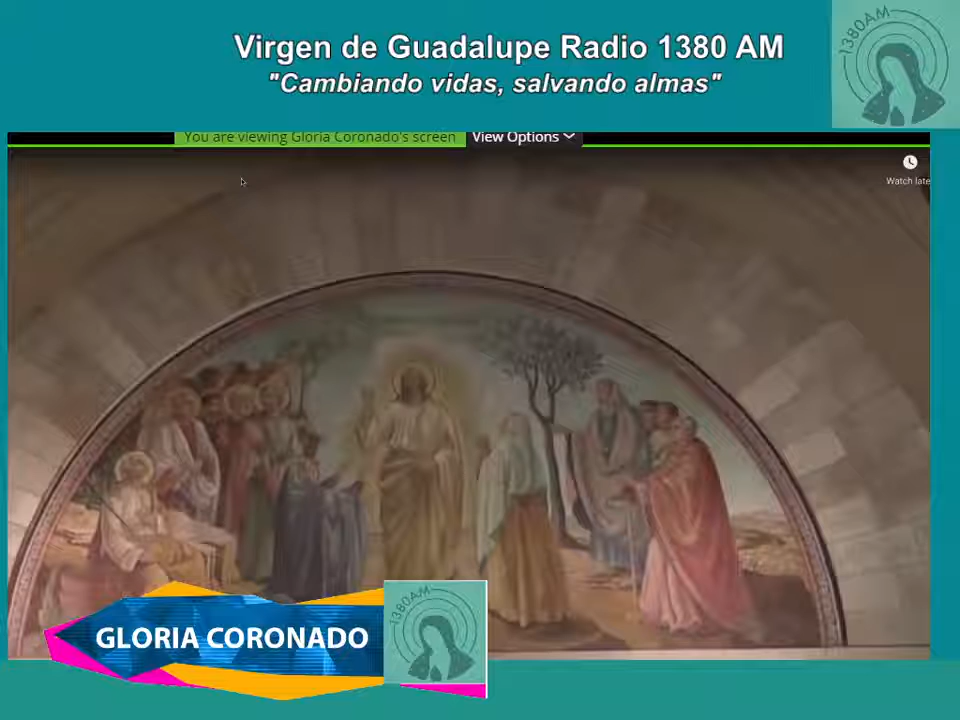 Virgen de Guadalupe Radio 1380 AM
"Cambiando vidas, salvando almas"
1380AM
You are viewing Gloria Coronado's screen
View Options
Watch late
GLORIA CORONADO
1380AM